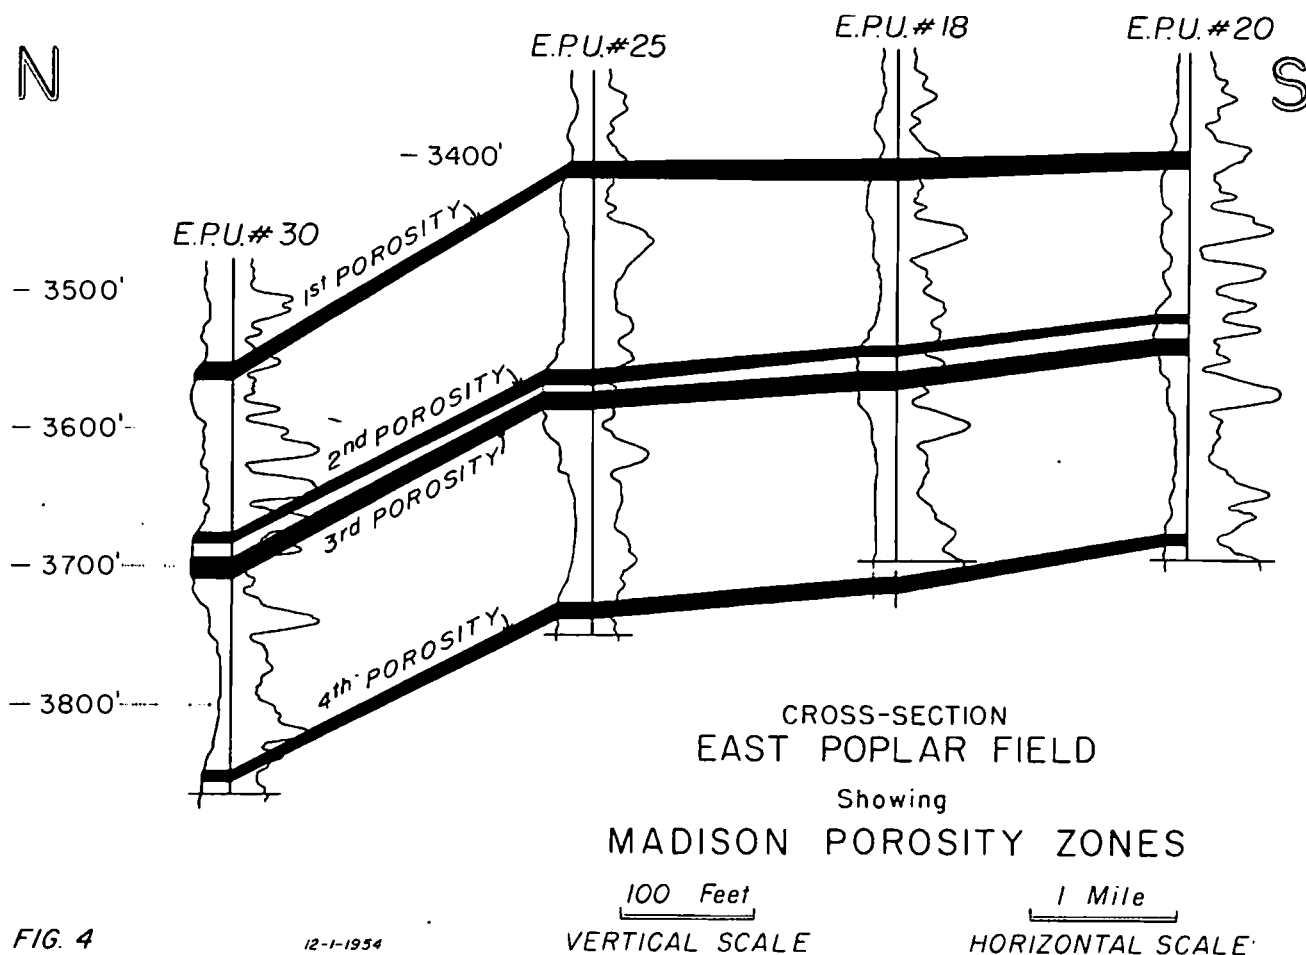 N
E.P.U.#25
E.P.U.#18
E.P.U.#20
S
- 3400'
E.P.U.#30
1st POROSITY
- 3500'
2nd POROSITY
- 3600'
3rd POROSITY
- 3700'
4th POROSITY
- 3800'
CROSS-SECTION
EAST POPLAR FIELD
Showing
MADISON POROSITY ZONES
100 Feet
1 Mile
VERTICAL SCALE
HORIZONTAL SCALE
FIG. 4
12-1-1954